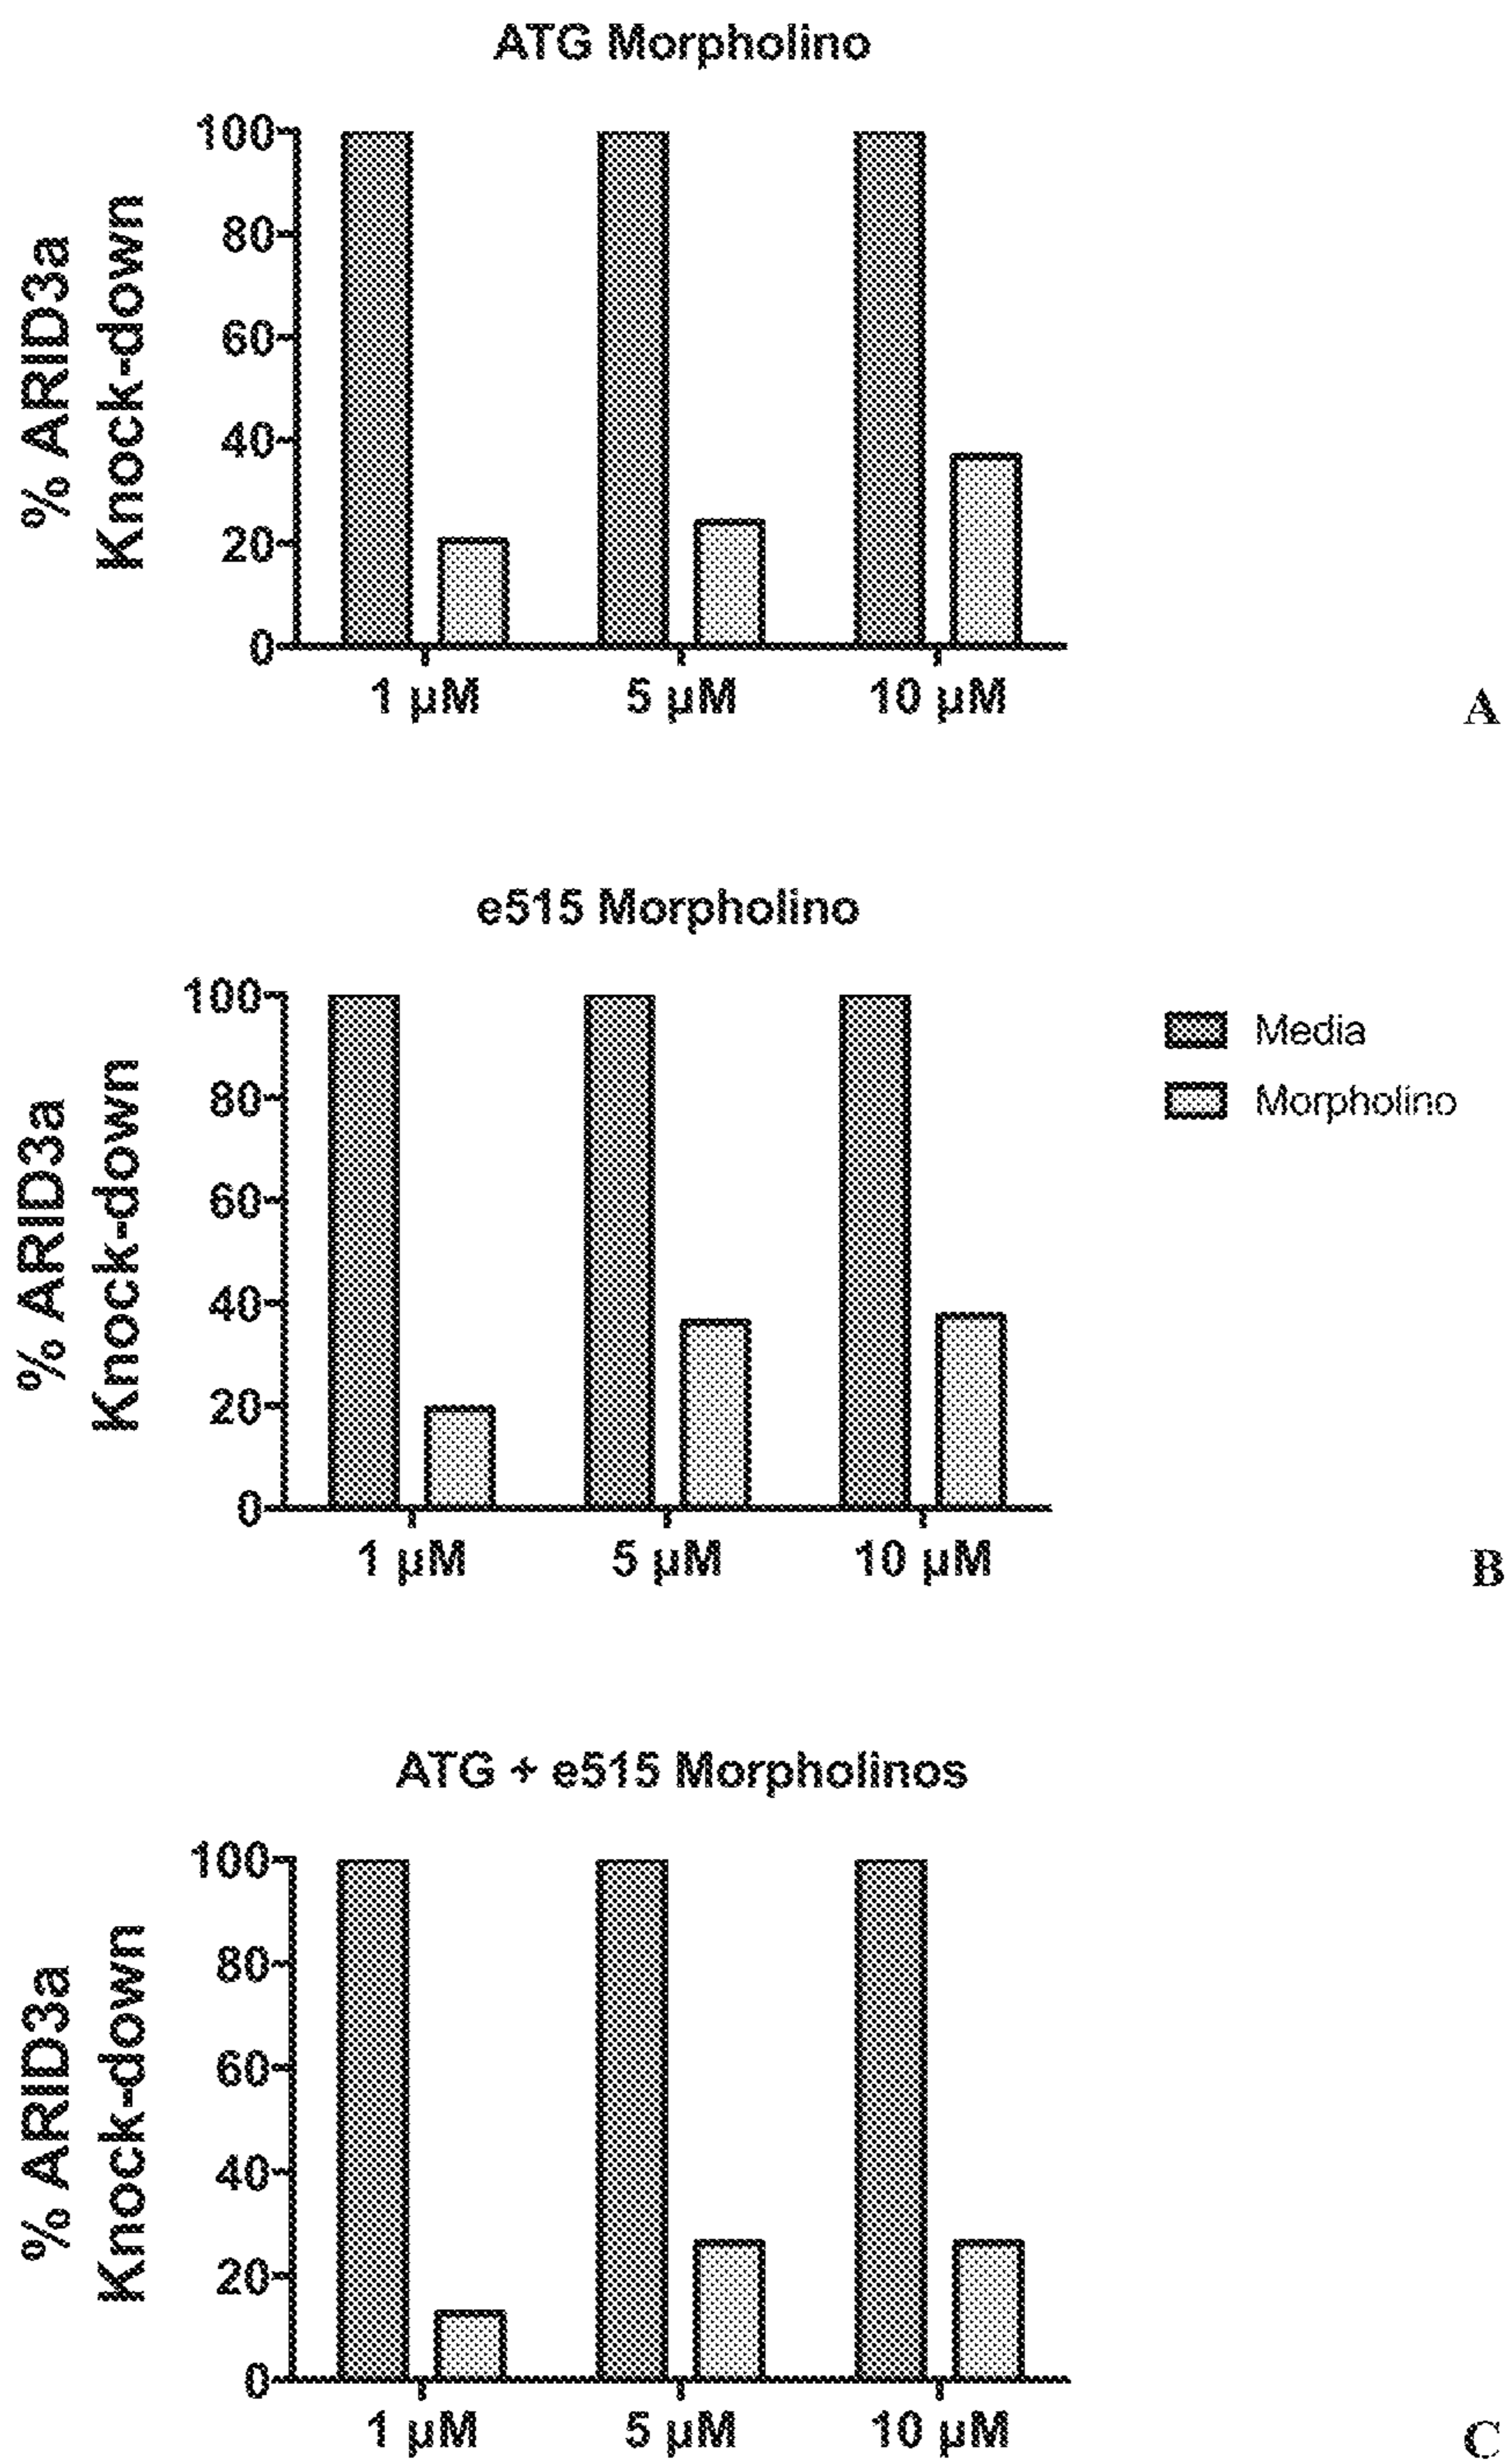 ATG Morpholino
% ARID3a
Knock-down
100
80
60
40
20
0
1 µM 5 µM 10 µM
A
e515 Morpholino
% ARID3a
Knock-down
100
80
60
40
20
0
1 µM 5 µM 10 µM
Media
Morpholino
B
ATG + e515 Morpholinos
% ARID3a
Knock-down
100
80
60
40
20
0
1 µM 5 µM 10 µM
C